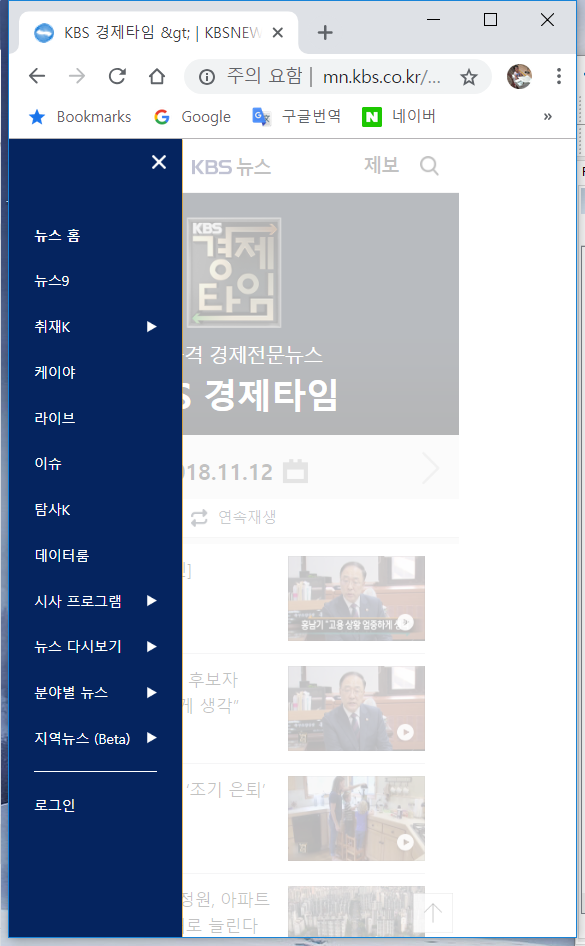 KBS 경제타임 &gt; | KBSNEW
주의 요함 | mn.kbs.co.kr/...
Bookmarks Google 구글번역 네이버 »
KBS 뉴스 제보
뉴스 홈
뉴스9
취재K
케이야
라이브
이슈
탐사K
데이터룸
시사 프로그램
뉴스 다시보기
분야별 뉴스
지역뉴스 (Beta)
로그인
KBS
경제
타임
격 경제전문뉴스
경제타임
018.11.12
연속재생
홍남기 "고용 상황 엄중하게
후보자
게 생각"
'조기 은퇴'
정원, 아파트
로 늘린다